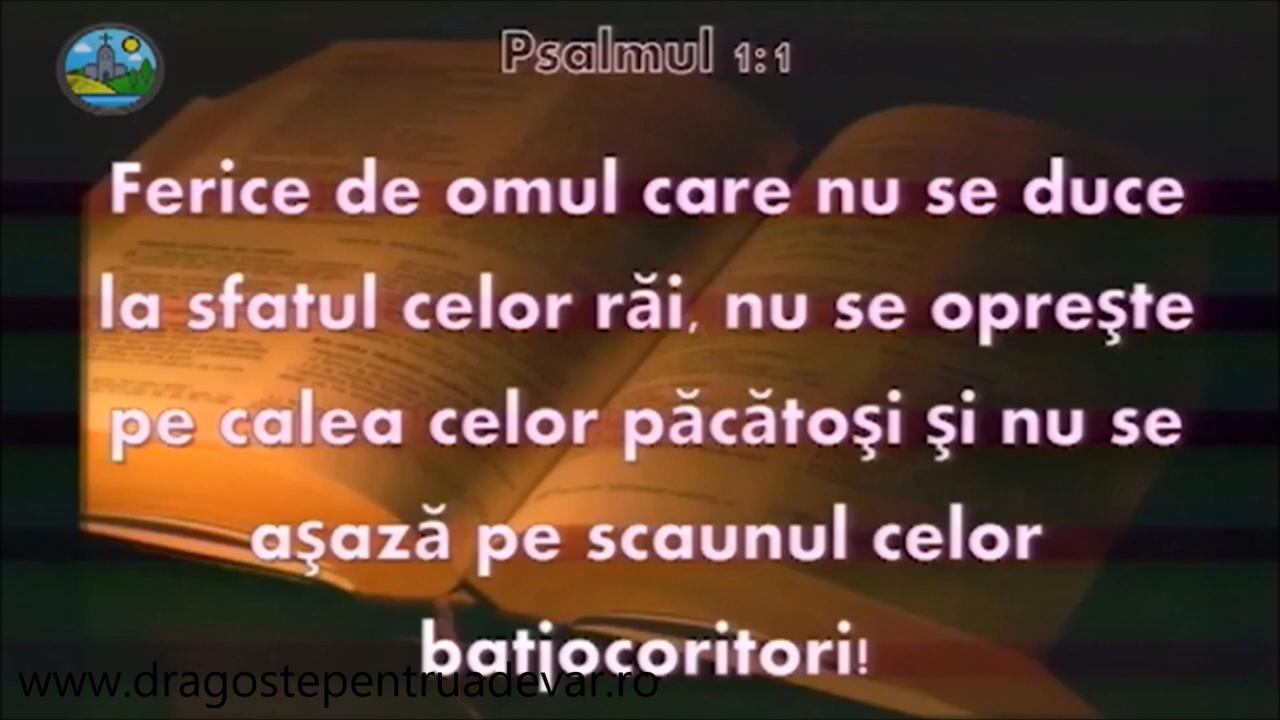 Psalmul 1:1
Ferice de omul care nu se duce
la sfatul celor răi, nu se opreşte
pe calea celor păcătoşi şi nu se
aşază pe scaunul celor
batjocoritori!
www.dragostepentruadevar.ro